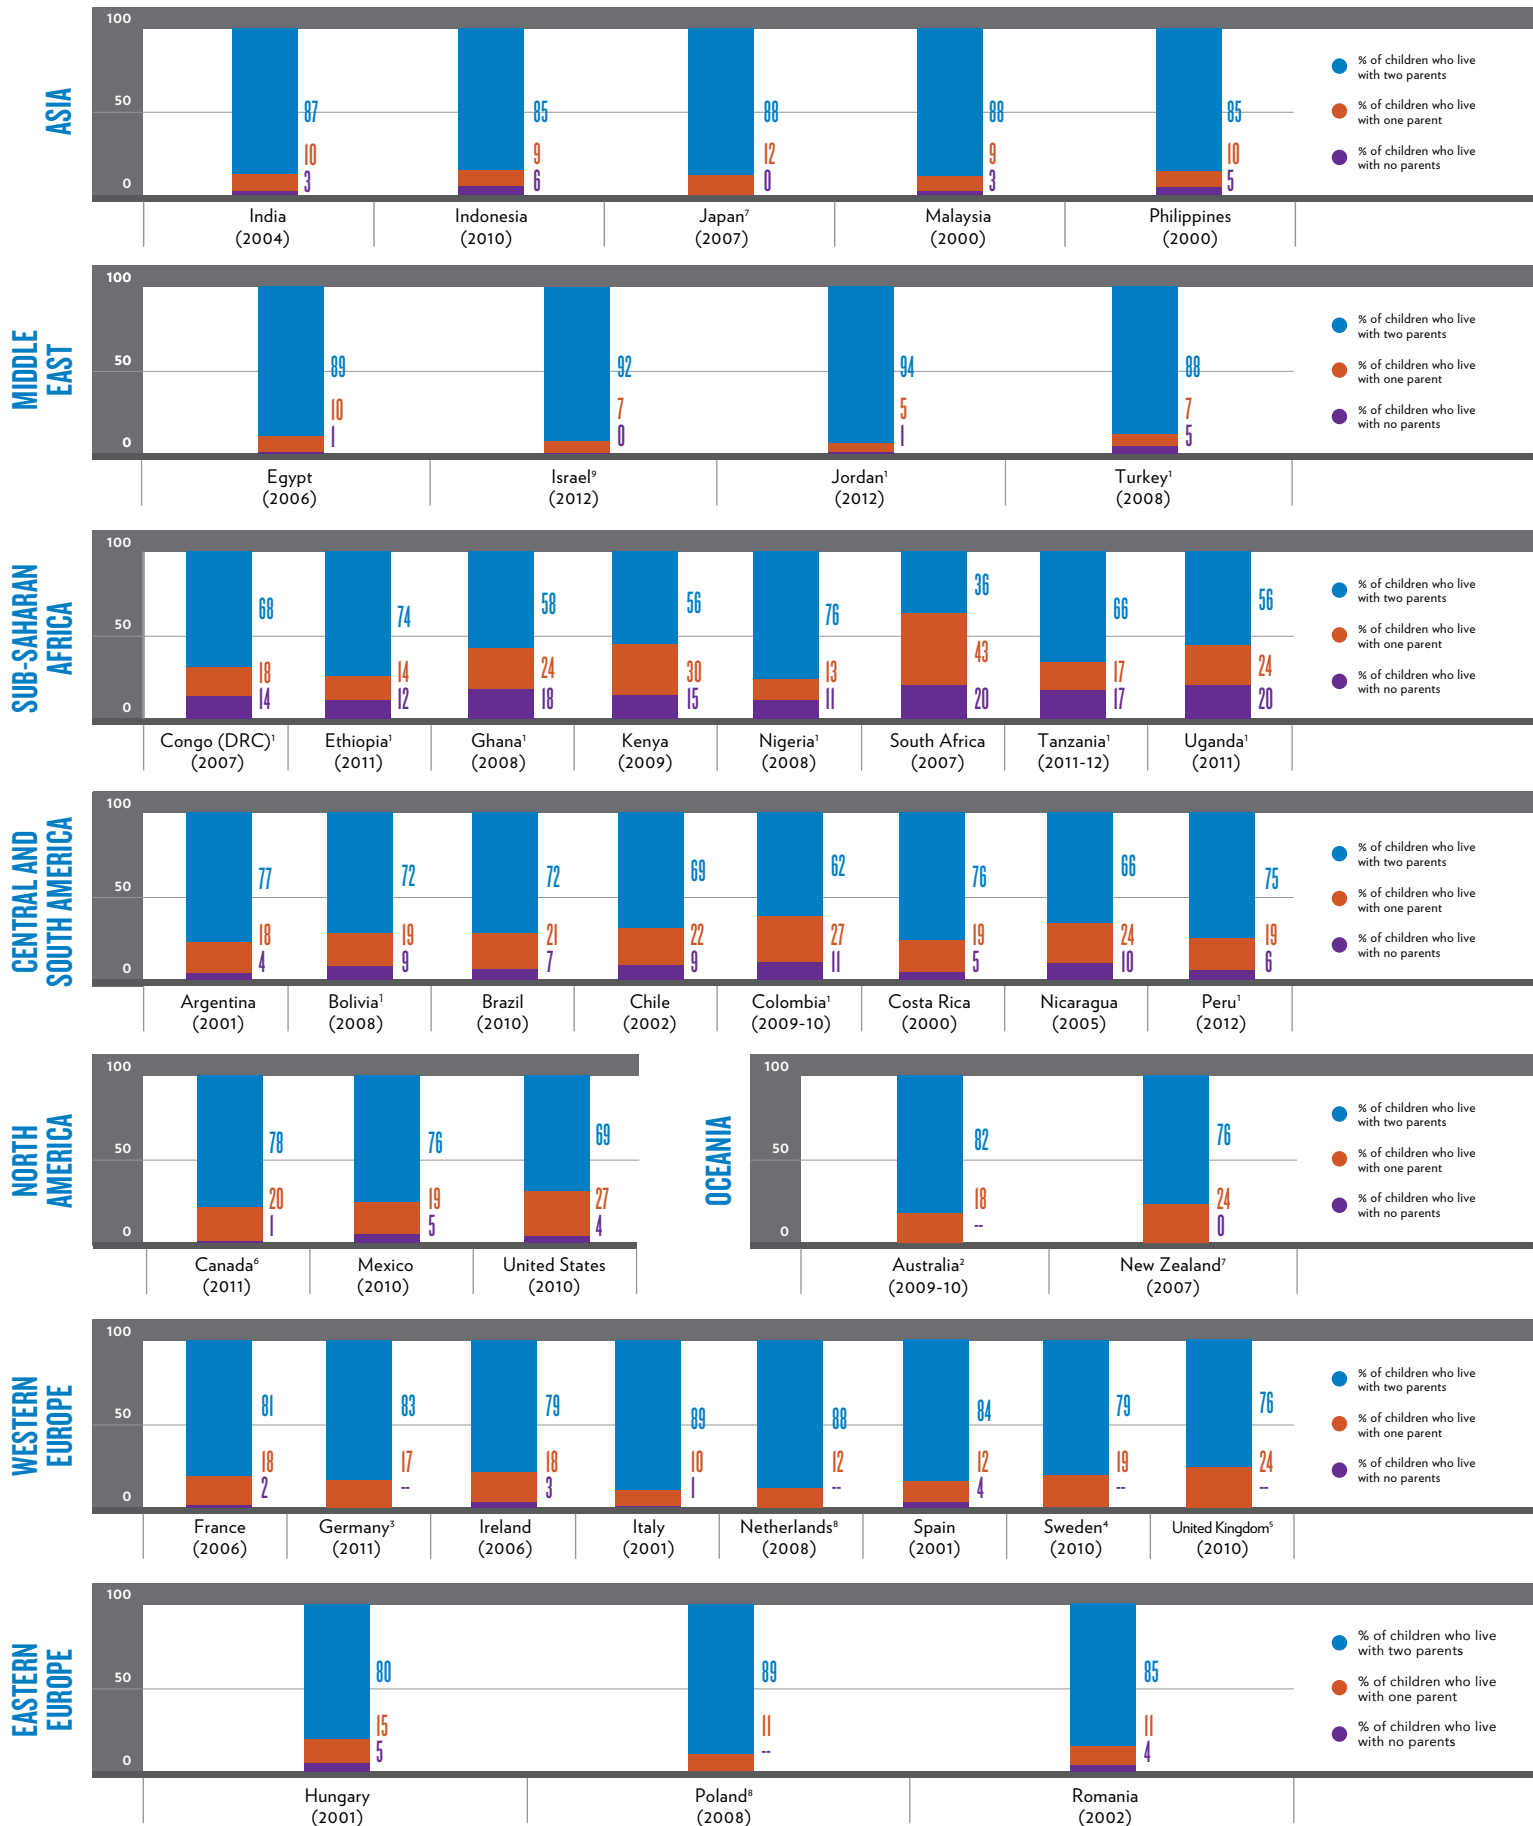 ASIA
100
50
0
87
10
3
85
9
6
88
12
0
88
9
3
85
10
5
India
(2004)
Indonesia
(2010)
Japan⁷
(2007)
Malaysia
(2000)
Philippines
(2000)
% of children who live
with two parents
% of children who live
with one parent
% of children who live
with no parents
MIDDLE
EAST
100
50
0
89
10
1
92
7
0
94
5
1
88
7
5
Egypt
(2006)
Israel⁹
(2012)
Jordan¹
(2012)
Turkey¹
(2008)
% of children who live
with two parents
% of children who live
with one parent
% of children who live
with no parents
SUB-SAHARAN
AFRICA
100
50
0
68
18
14
74
14
12
58
24
18
56
30
15
76
13
11
36
43
20
66
17
17
56
24
20
Congo (DRC)¹
(2007)
Ethiopia¹
(2011)
Ghana¹
(2008)
Kenya
(2009)
Nigeria¹
(2008)
South Africa
(2007)
Tanzania¹
(2011-12)
Uganda¹
(2011)
% of children who live
with two parents
% of children who live
with one parent
% of children who live
with no parents
CENTRAL AND
SOUTH AMERICA
100
50
0
77
18
4
72
19
9
72
21
7
69
22
9
62
27
11
76
19
5
66
24
10
75
19
6
Argentina
(2001)
Bolivia¹
(2008)
Brazil
(2010)
Chile
(2002)
Colombia¹
(2009-10)
Costa Rica
(2000)
Nicaragua
(2005)
Peru¹
(2012)
% of children who live
with two parents
% of children who live
with one parent
% of children who live
with no parents
NORTH
AMERICA
100
50
0
78
20
1
76
19
5
69
27
4
Canada⁶
(2011)
Mexico
(2010)
United States
(2010)
OCEANIA
100
50
0
82
18
--
76
24
0
Australia²
(2009-10)
New Zealand⁷
(2007)
% of children who live
with two parents
% of children who live
with one parent
% of children who live
with no parents
WESTERN
EUROPE
100
50
0
81
18
2
83
17
--
79
18
3
89
10
1
88
12
--
84
12
4
79
19
--
76
24
--
France
(2006)
Germany³
(2011)
Ireland
(2006)
Italy
(2001)
Netherlands⁸
(2008)
Spain
(2001)
Sweden⁴
(2010)
United Kingdom⁵
(2010)
% of children who live
with two parents
% of children who live
with one parent
% of children who live
with no parents
EASTERN
EUROPE
100
50
0
80
15
5
89
11
--
85
11
4
Hungary
(2001)
Poland⁸
(2008)
Romania
(2002)
% of children who live
with two parents
% of children who live
with one parent
% of children who live
with no parents